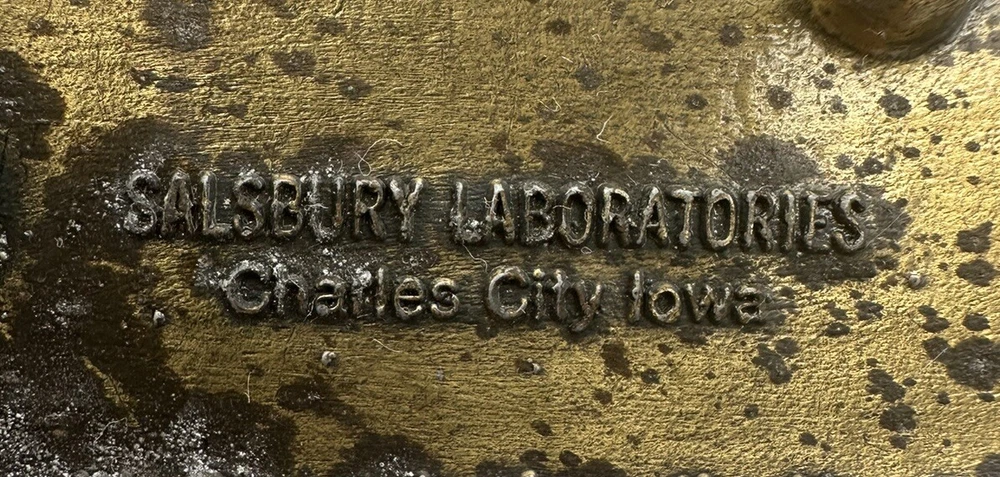 SALSBURY LABORATORIES
Charles City Iowa